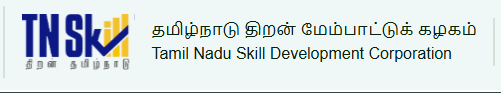 TN Skill
திறன் தமிழ்நாடு
தமிழ்நாடு திறன் மேம்பாட்டுக் கழகம்
Tamil Nadu Skill Development Corporation